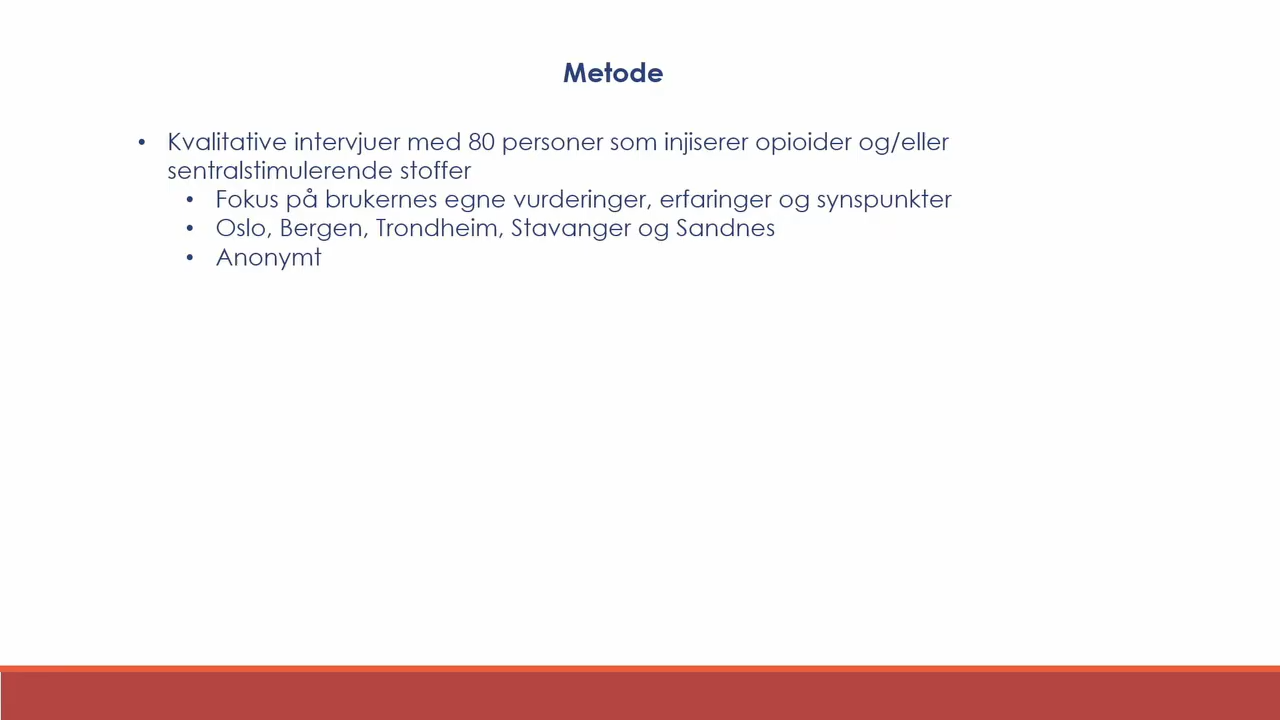 Metode
• Kvalitative intervjuer med 80 personer som injiserer opioider og/eller
sentralstimulerende stoffer
• Fokus på brukernes egne vurderinger, erfaringer og synspunkter
• Oslo, Bergen, Trondheim, Stavanger og Sandnes
• Anonymt